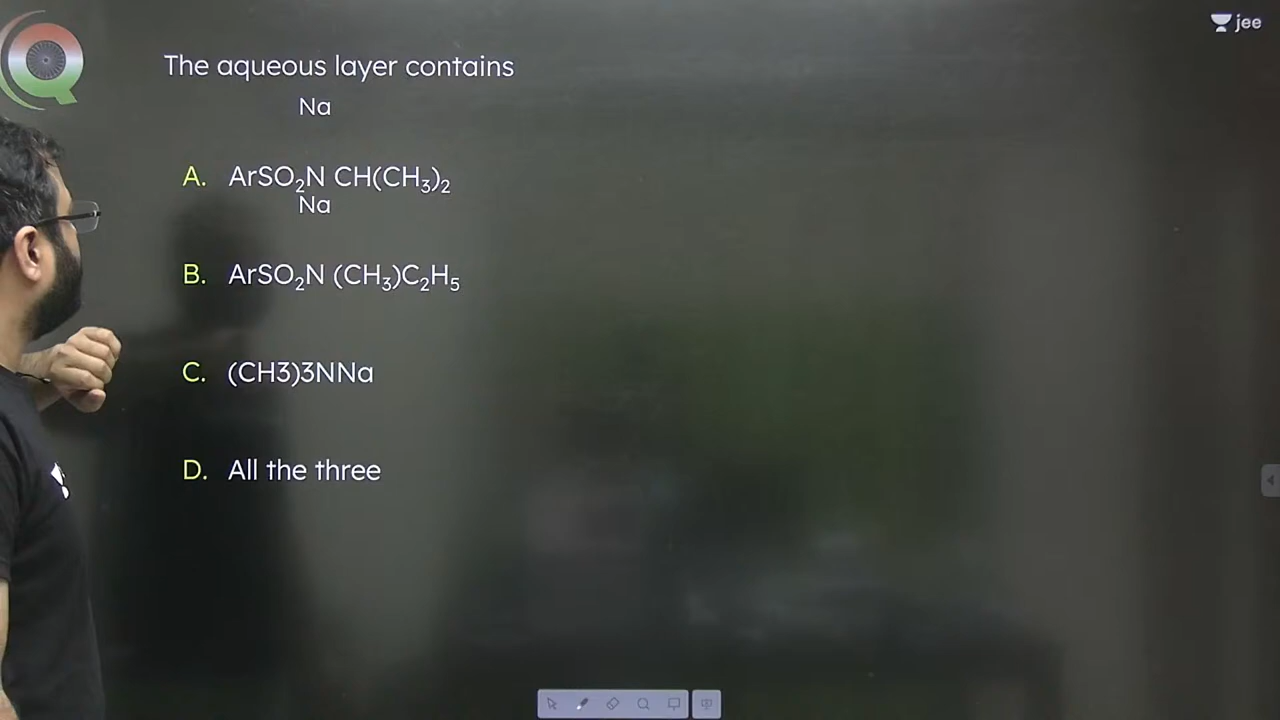 jee
The aqueous layer contains
Na
A. ArSO₂N CH(CH₃)₂
Na
B. ArSO₂N (CH₃)C₂H₅
C. (CH3)3NNa
D. All the three